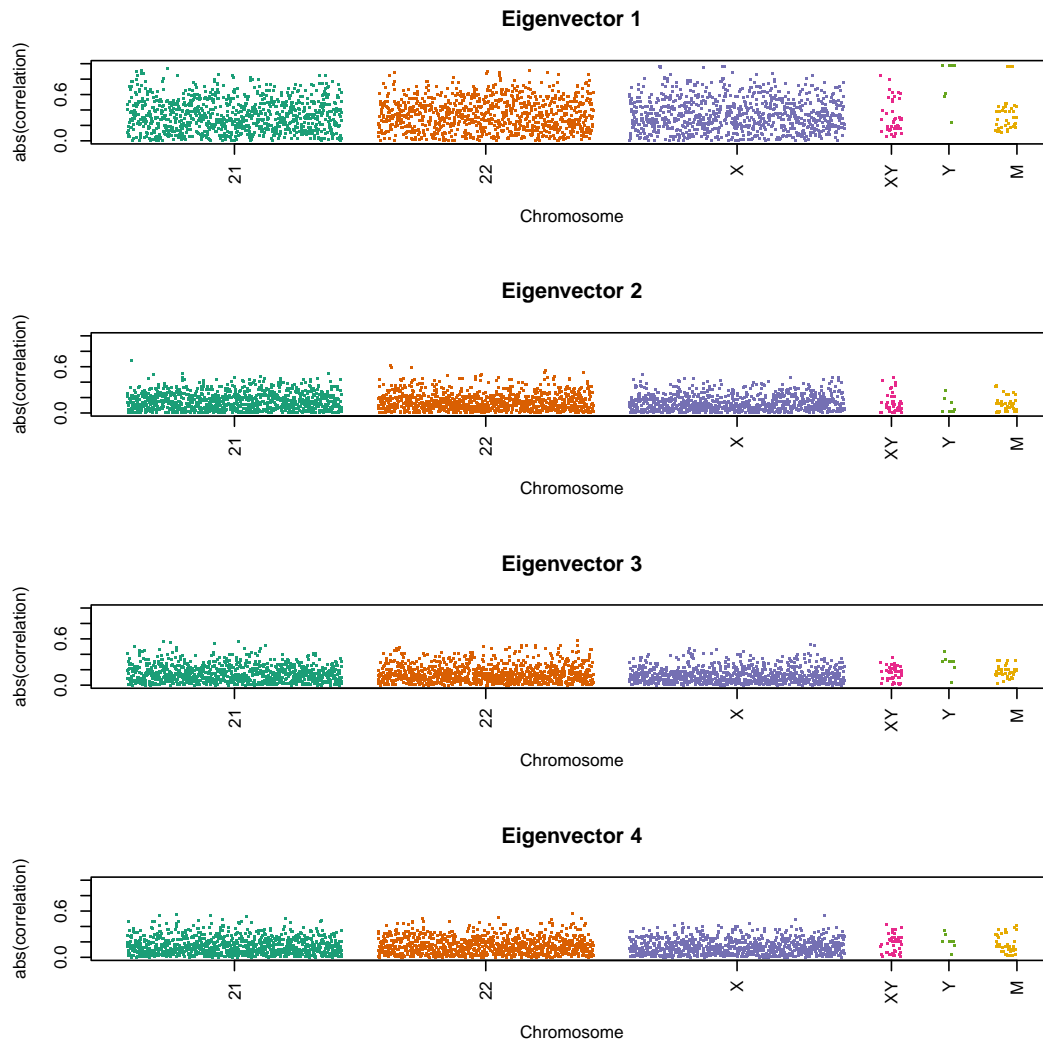 Eigenvector 1
abs(correlation)
0.6
0.0
21 22 X XY Y M
Chromosome
Eigenvector 2
abs(correlation)
0.6
0.0
21 22 X XY Y M
Chromosome
Eigenvector 3
abs(correlation)
0.6
0.0
21 22 X XY Y M
Chromosome
Eigenvector 4
abs(correlation)
0.6
0.0
21 22 X XY Y M
Chromosome